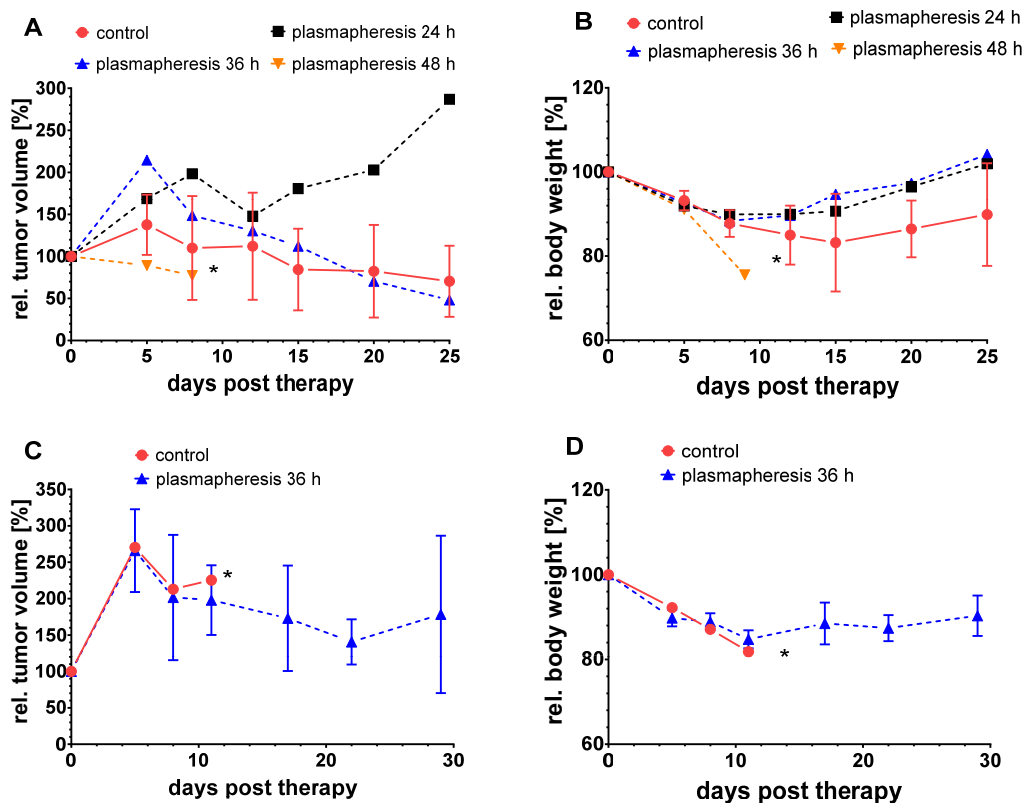 A
control
plasmapheresis 24 h
plasmapheresis 36 h
plasmapheresis 48 h
rel. tumor volume [%]
300
250
200
150
100
50
0
*
0 5 10 15 20 25
days post therapy
B
plasmapheresis 24 h
control
plasmapheresis 36 h
plasmapheresis 48 h
rel. body weight [%]
120
100
80
60
*
0 5 10 15 20 25
days post therapy
C
control
plasmapheresis 36 h
rel. tumor volume [%]
350
300
250
200
150
100
50
0
*
0 10 20 30
days post therapy
D
control
plasmapheresis 36 h
rel. body weight [%]
120
100
80
60
*
0 10 20 30
days post therapy